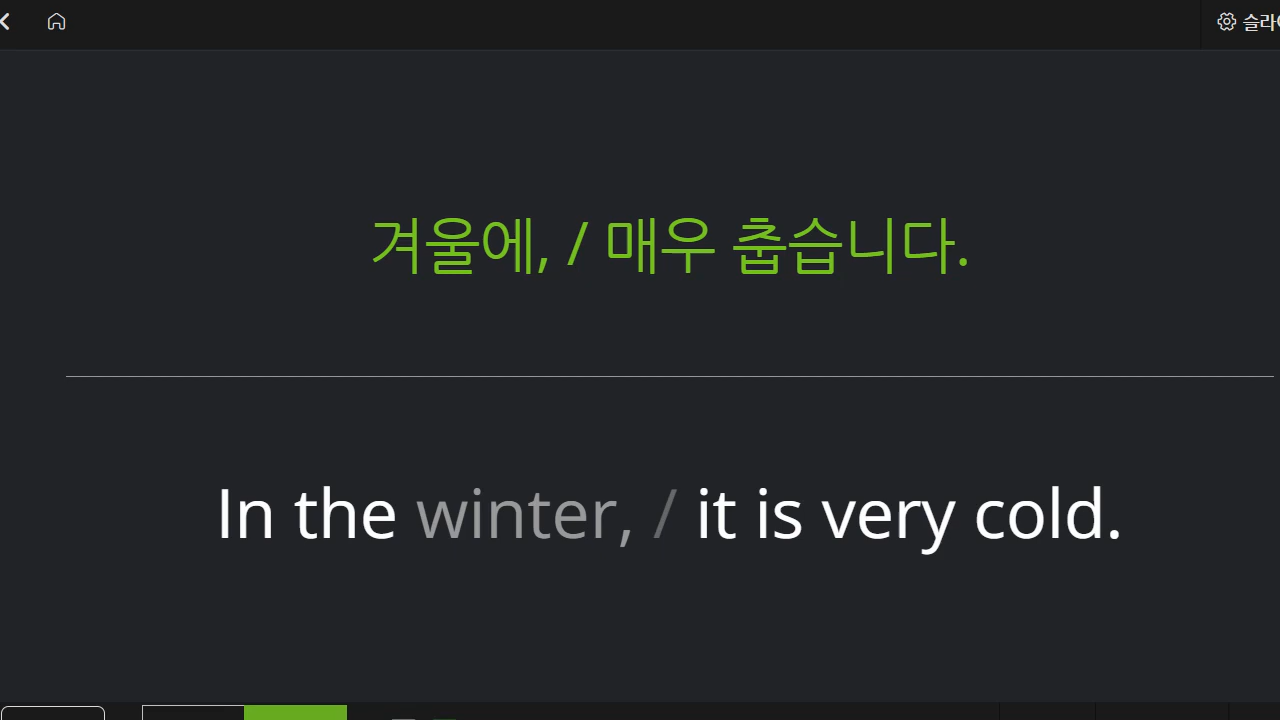 겨울에, / 매우 춥습니다.
In the winter, / it is very cold.